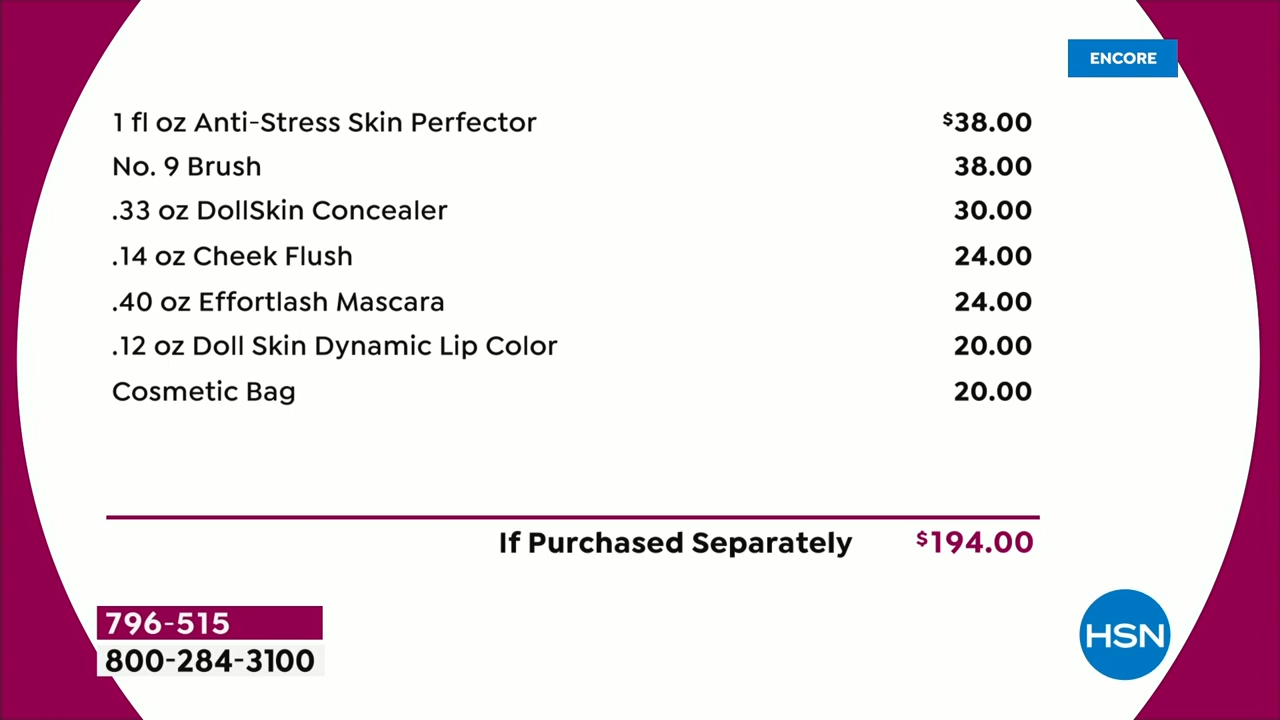 ENCORE
1 fl oz Anti-Stress Skin Perfector $38.00
No. 9 Brush 38.00
.33 oz DollSkin Concealer 30.00
.14 oz Cheek Flush 24.00
.40 oz Effortlash Mascara 24.00
.12 oz Doll Skin Dynamic Lip Color 20.00
Cosmetic Bag 20.00
If Purchased Separately $194.00
796-515
800-284-3100
HSN